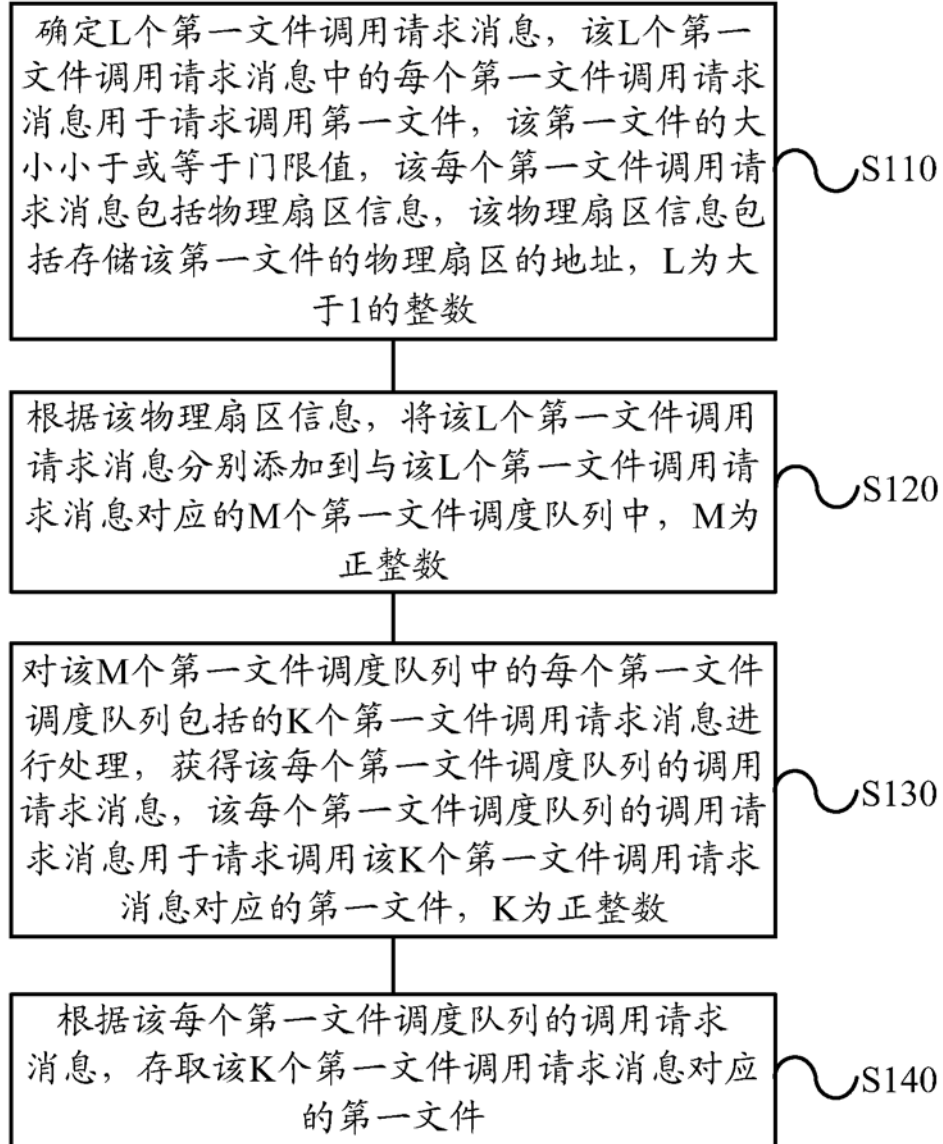 确定L个第一文件调用请求消息，该L个第一
文件调用请求消息中的每个第一文件调用请求
消息用于请求调用第一文件，该第一文件的大
小小于或等于门限值，该每个第一文件调用请
求消息包括物理扇区信息，该物理扇区信息包
括存储该第一文件的物理扇区的地址，L为大
于1的整数
S110
根据该物理扇区信息，将该L个第一文件调用
请求消息分别添加到与该L个第一文件调用请
求消息对应的M个第一文件调度队列中，M为
正整数
S120
对该M个第一文件调度队列中的每个第一文件
调度队列包括的K个第一文件调用请求消息进
行处理，获得该每个第一文件调度队列的调用
请求消息，该每个第一文件调度队列的调用请
求消息用于请求调用该K个第一文件调用请求
消息对应的第一文件，K为正整数
S130
根据该每个第一文件调度队列的调用请求
消息，存取该K个第一文件调用请求消息对应
的第一文件
S140